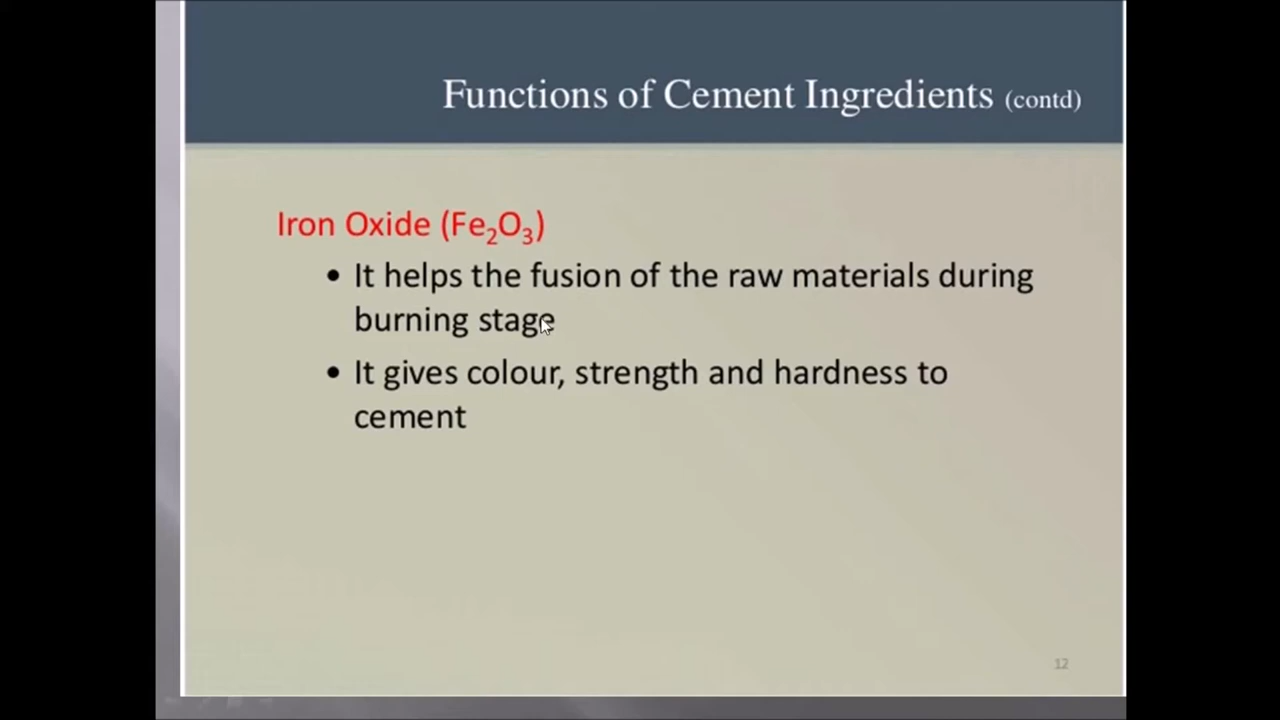 Functions of Cement Ingredients (contd)
Iron Oxide (Fe₂O₃)
• It helps the fusion of the raw materials during
burning stage
• It gives colour, strength and hardness to
cement
12